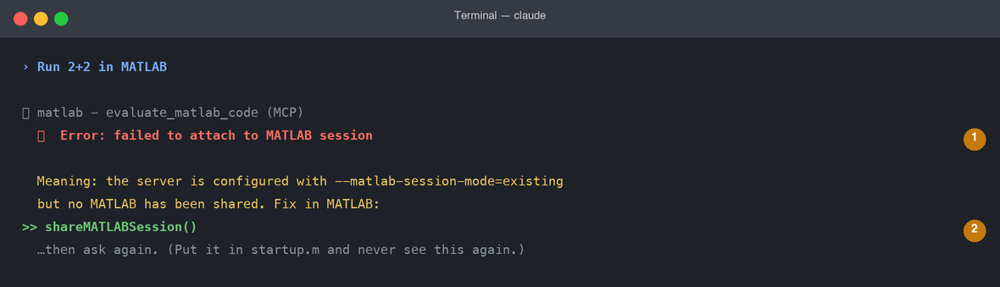 Terminal — claude
› Run 2+2 in MATLAB
matlab – evaluate_matlab_code (MCP)
Error: failed to attach to MATLAB session
1
Meaning: the server is configured with --matlab-session-mode=existing
but no MATLAB has been shared. Fix in MATLAB:
>> shareMATLABSession()
2
…then ask again. (Put it in startup.m and never see this again.)